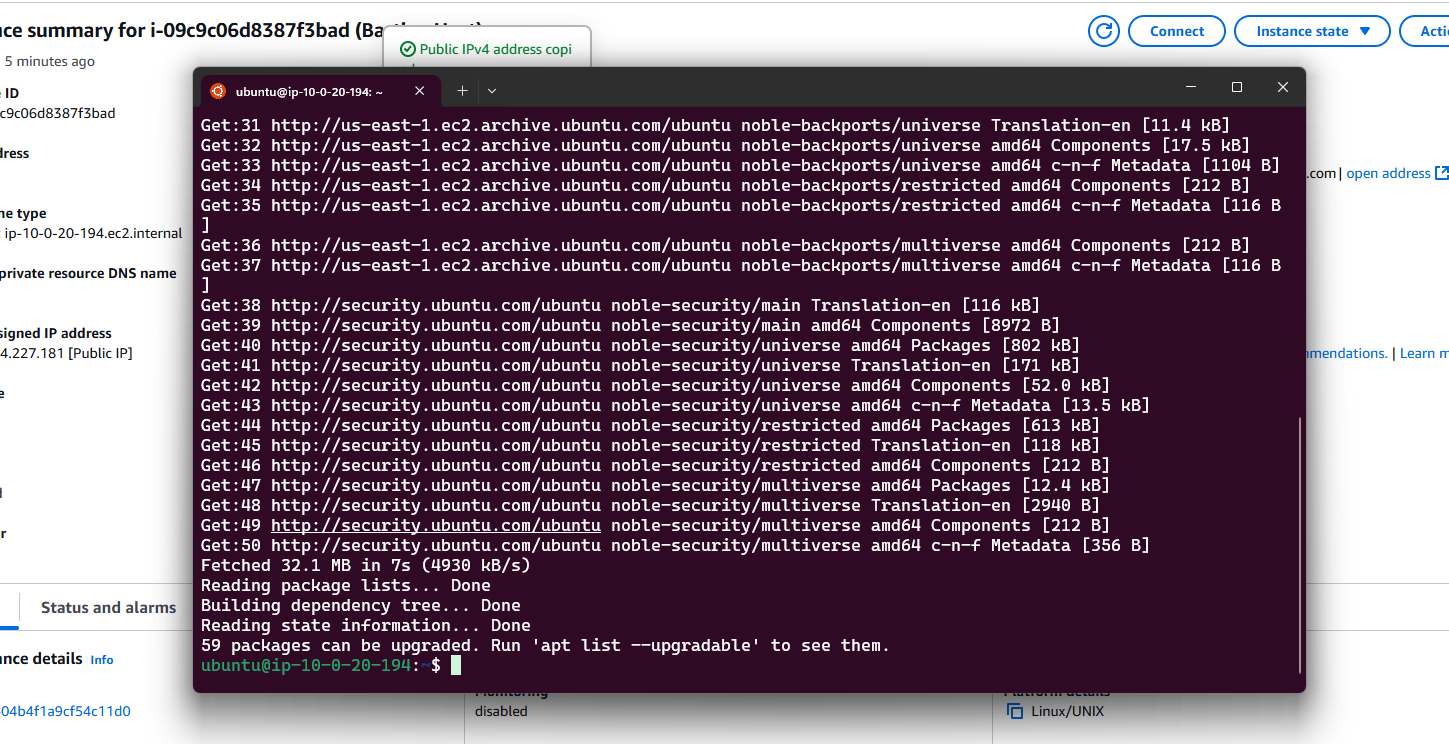 nce summary for i-09c9c06d8387f3bad (Bastion Host)
Connect
Instance state
Acti
5 minutes ago
Public IPv4 address copi
ID
c9c06d8387f3bad
dress
ne type
: ip-10-0-20-194.ec2.internal
private resource DNS name
signed IP address
4.227.181 [Public IP]
e
d
r
Status and alarms
nce details Info
04b4f1a9cf54c11d0
ubuntu@ip-10-0-20-194: ~
Get:31 http://us-east-1.ec2.archive.ubuntu.com/ubuntu noble-backports/universe Translation-en [11.4 kB]
Get:32 http://us-east-1.ec2.archive.ubuntu.com/ubuntu noble-backports/universe amd64 Components [17.5 kB]
Get:33 http://us-east-1.ec2.archive.ubuntu.com/ubuntu noble-backports/universe amd64 c-n-f Metadata [1104 B]
Get:34 http://us-east-1.ec2.archive.ubuntu.com/ubuntu noble-backports/restricted amd64 Components [212 B]
Get:35 http://us-east-1.ec2.archive.ubuntu.com/ubuntu noble-backports/restricted amd64 c-n-f Metadata [116 B
]
Get:36 http://us-east-1.ec2.archive.ubuntu.com/ubuntu noble-backports/multiverse amd64 Components [212 B]
Get:37 http://us-east-1.ec2.archive.ubuntu.com/ubuntu noble-backports/multiverse amd64 c-n-f Metadata [116 B
]
Get:38 http://security.ubuntu.com/ubuntu noble-security/main Translation-en [116 kB]
Get:39 http://security.ubuntu.com/ubuntu noble-security/main amd64 Components [8972 B]
Get:40 http://security.ubuntu.com/ubuntu noble-security/universe amd64 Packages [802 kB]
Get:41 http://security.ubuntu.com/ubuntu noble-security/universe Translation-en [171 kB]
Get:42 http://security.ubuntu.com/ubuntu noble-security/universe amd64 Components [52.0 kB]
Get:43 http://security.ubuntu.com/ubuntu noble-security/universe amd64 c-n-f Metadata [13.5 kB]
Get:44 http://security.ubuntu.com/ubuntu noble-security/restricted amd64 Packages [613 kB]
Get:45 http://security.ubuntu.com/ubuntu noble-security/restricted Translation-en [118 kB]
Get:46 http://security.ubuntu.com/ubuntu noble-security/restricted amd64 Components [212 B]
Get:47 http://security.ubuntu.com/ubuntu noble-security/multiverse amd64 Packages [12.4 kB]
Get:48 http://security.ubuntu.com/ubuntu noble-security/multiverse Translation-en [2940 B]
Get:49 http://security.ubuntu.com/ubuntu noble-security/multiverse amd64 Components [212 B]
Get:50 http://security.ubuntu.com/ubuntu noble-security/multiverse amd64 c-n-f Metadata [356 B]
Fetched 32.1 MB in 7s (4930 kB/s)
Reading package lists... Done
Building dependency tree... Done
Reading state information... Done
59 packages can be upgraded. Run 'apt list --upgradable' to see them.
ubuntu@ip-10-0-20-194:~$
.com | open address
mmendations. | Learn m
Monitoring
disabled
Platform details
Linux/UNIX